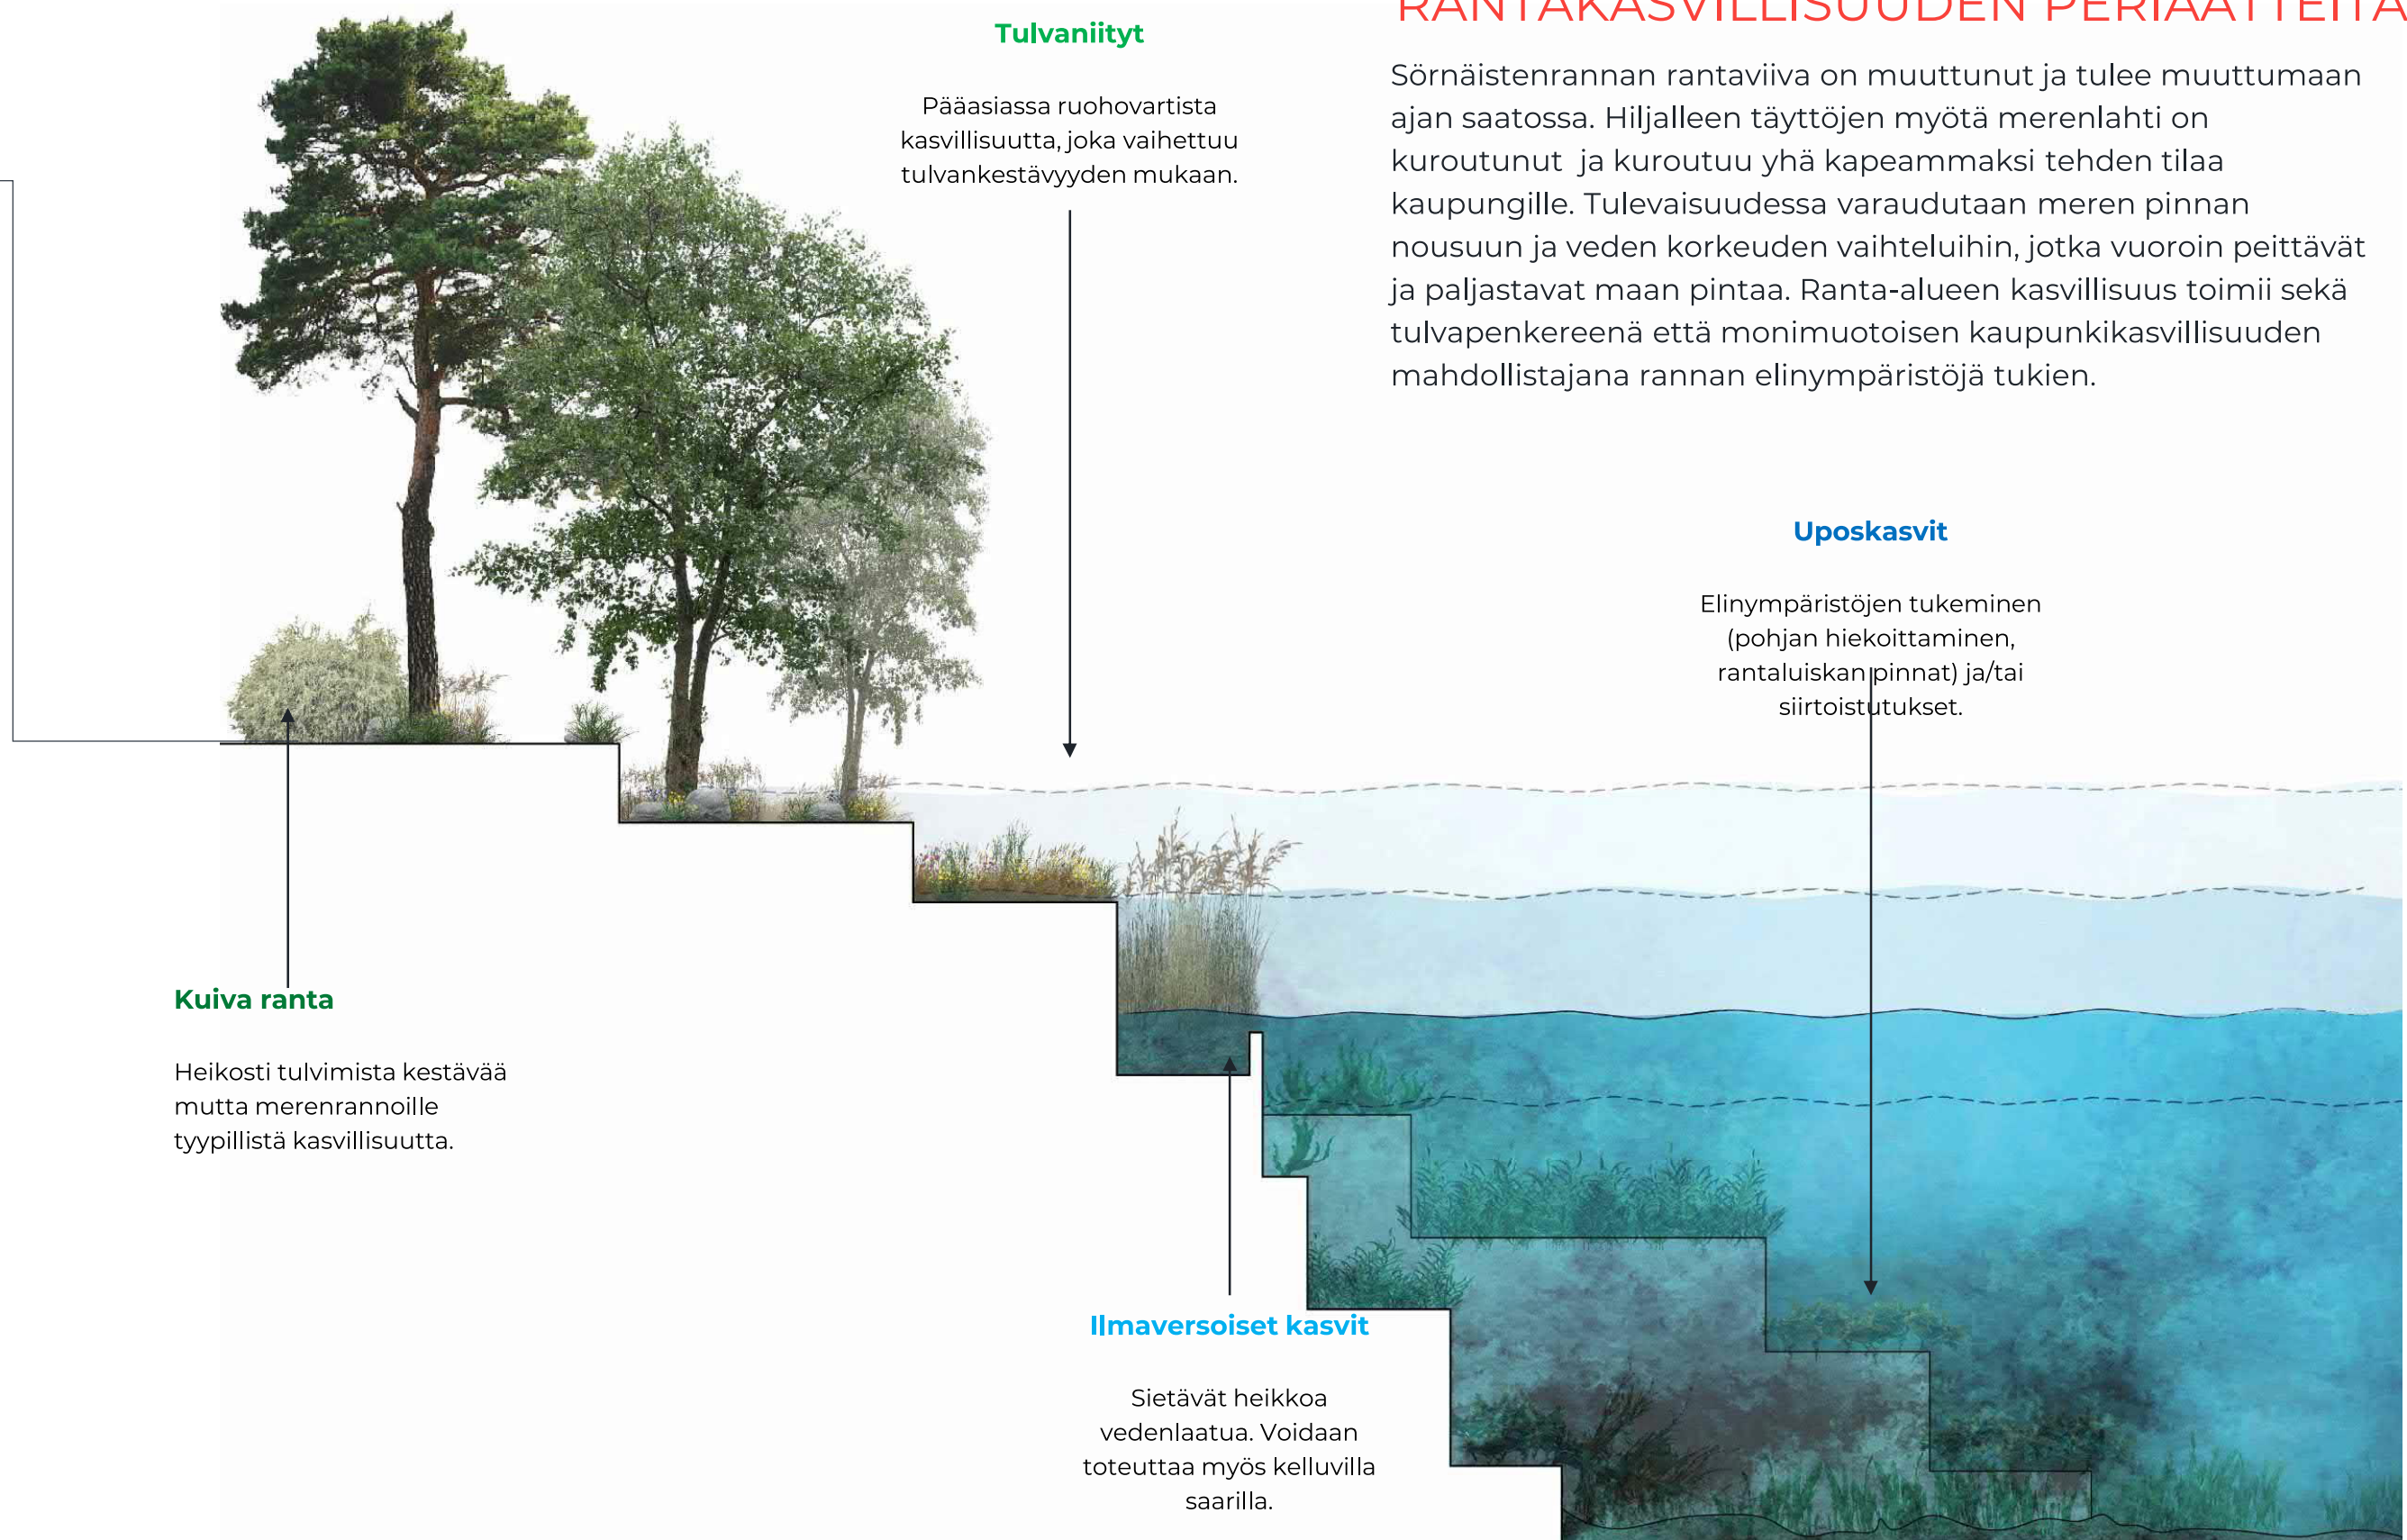 RANTAKASVILLISUUDEN PERIAATTEITA
Sörnäistenrannan rantaviiva on muuttunut ja tulee muuttumaan
ajan saatossa. Hiljalleen täyttöjen myötä merenlahti on
kuroutunut ja kuroutuu yhä kapeammaksi tehden tilaa
kaupungille. Tulevaisuudessa varaudutaan meren pinnan
nousuun ja veden korkeuden vaihteluihin, jotka vuoroin peittävät
ja paljastavat maan pintaa. Ranta-alueen kasvillisuus toimii sekä
tulvapenkereenä että monimuotoisen kaupunkikasvillisuuden
mahdollistajana rannan elinympäristöjä tukien.
Tulvaniityt
Pääasiassa ruohovartista
kasvillisuutta, joka vaihettuu
tulvankestävyyden mukaan.
Uposkasvit
Elinympäristöjen tukeminen
(pohjan hiekoittaminen,
rantaluiskan pinnat) ja/tai
siirtoistutukset.
Kuiva ranta
Heikosti tulvimista kestävää
mutta merenrannoille
tyypillistä kasvillisuutta.
Ilmaversoiset kasvit
Sietävät heikkoa
vedenlaatua. Voidaan
toteuttaa myös kelluvilla
saarilla.